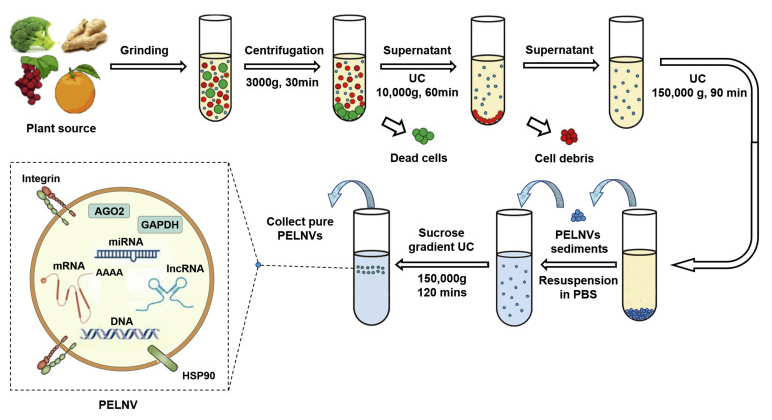 Grinding
Centrifugation
3000g, 30min
Supernatant
UC
10,000g, 60min
Supernatant
UC
150,000 g, 90 min
Plant source
Dead cells
Cell debris
Integrin
AGO2
GAPDH
miRNA
mRNA
AAAA
lncRNA
DNA
HSP90
PELNV
Collect pure
PELNVs
Sucrose
gradient UC
150,000g
120 mins
PELNVs
sediments
Resuspension
in PBS